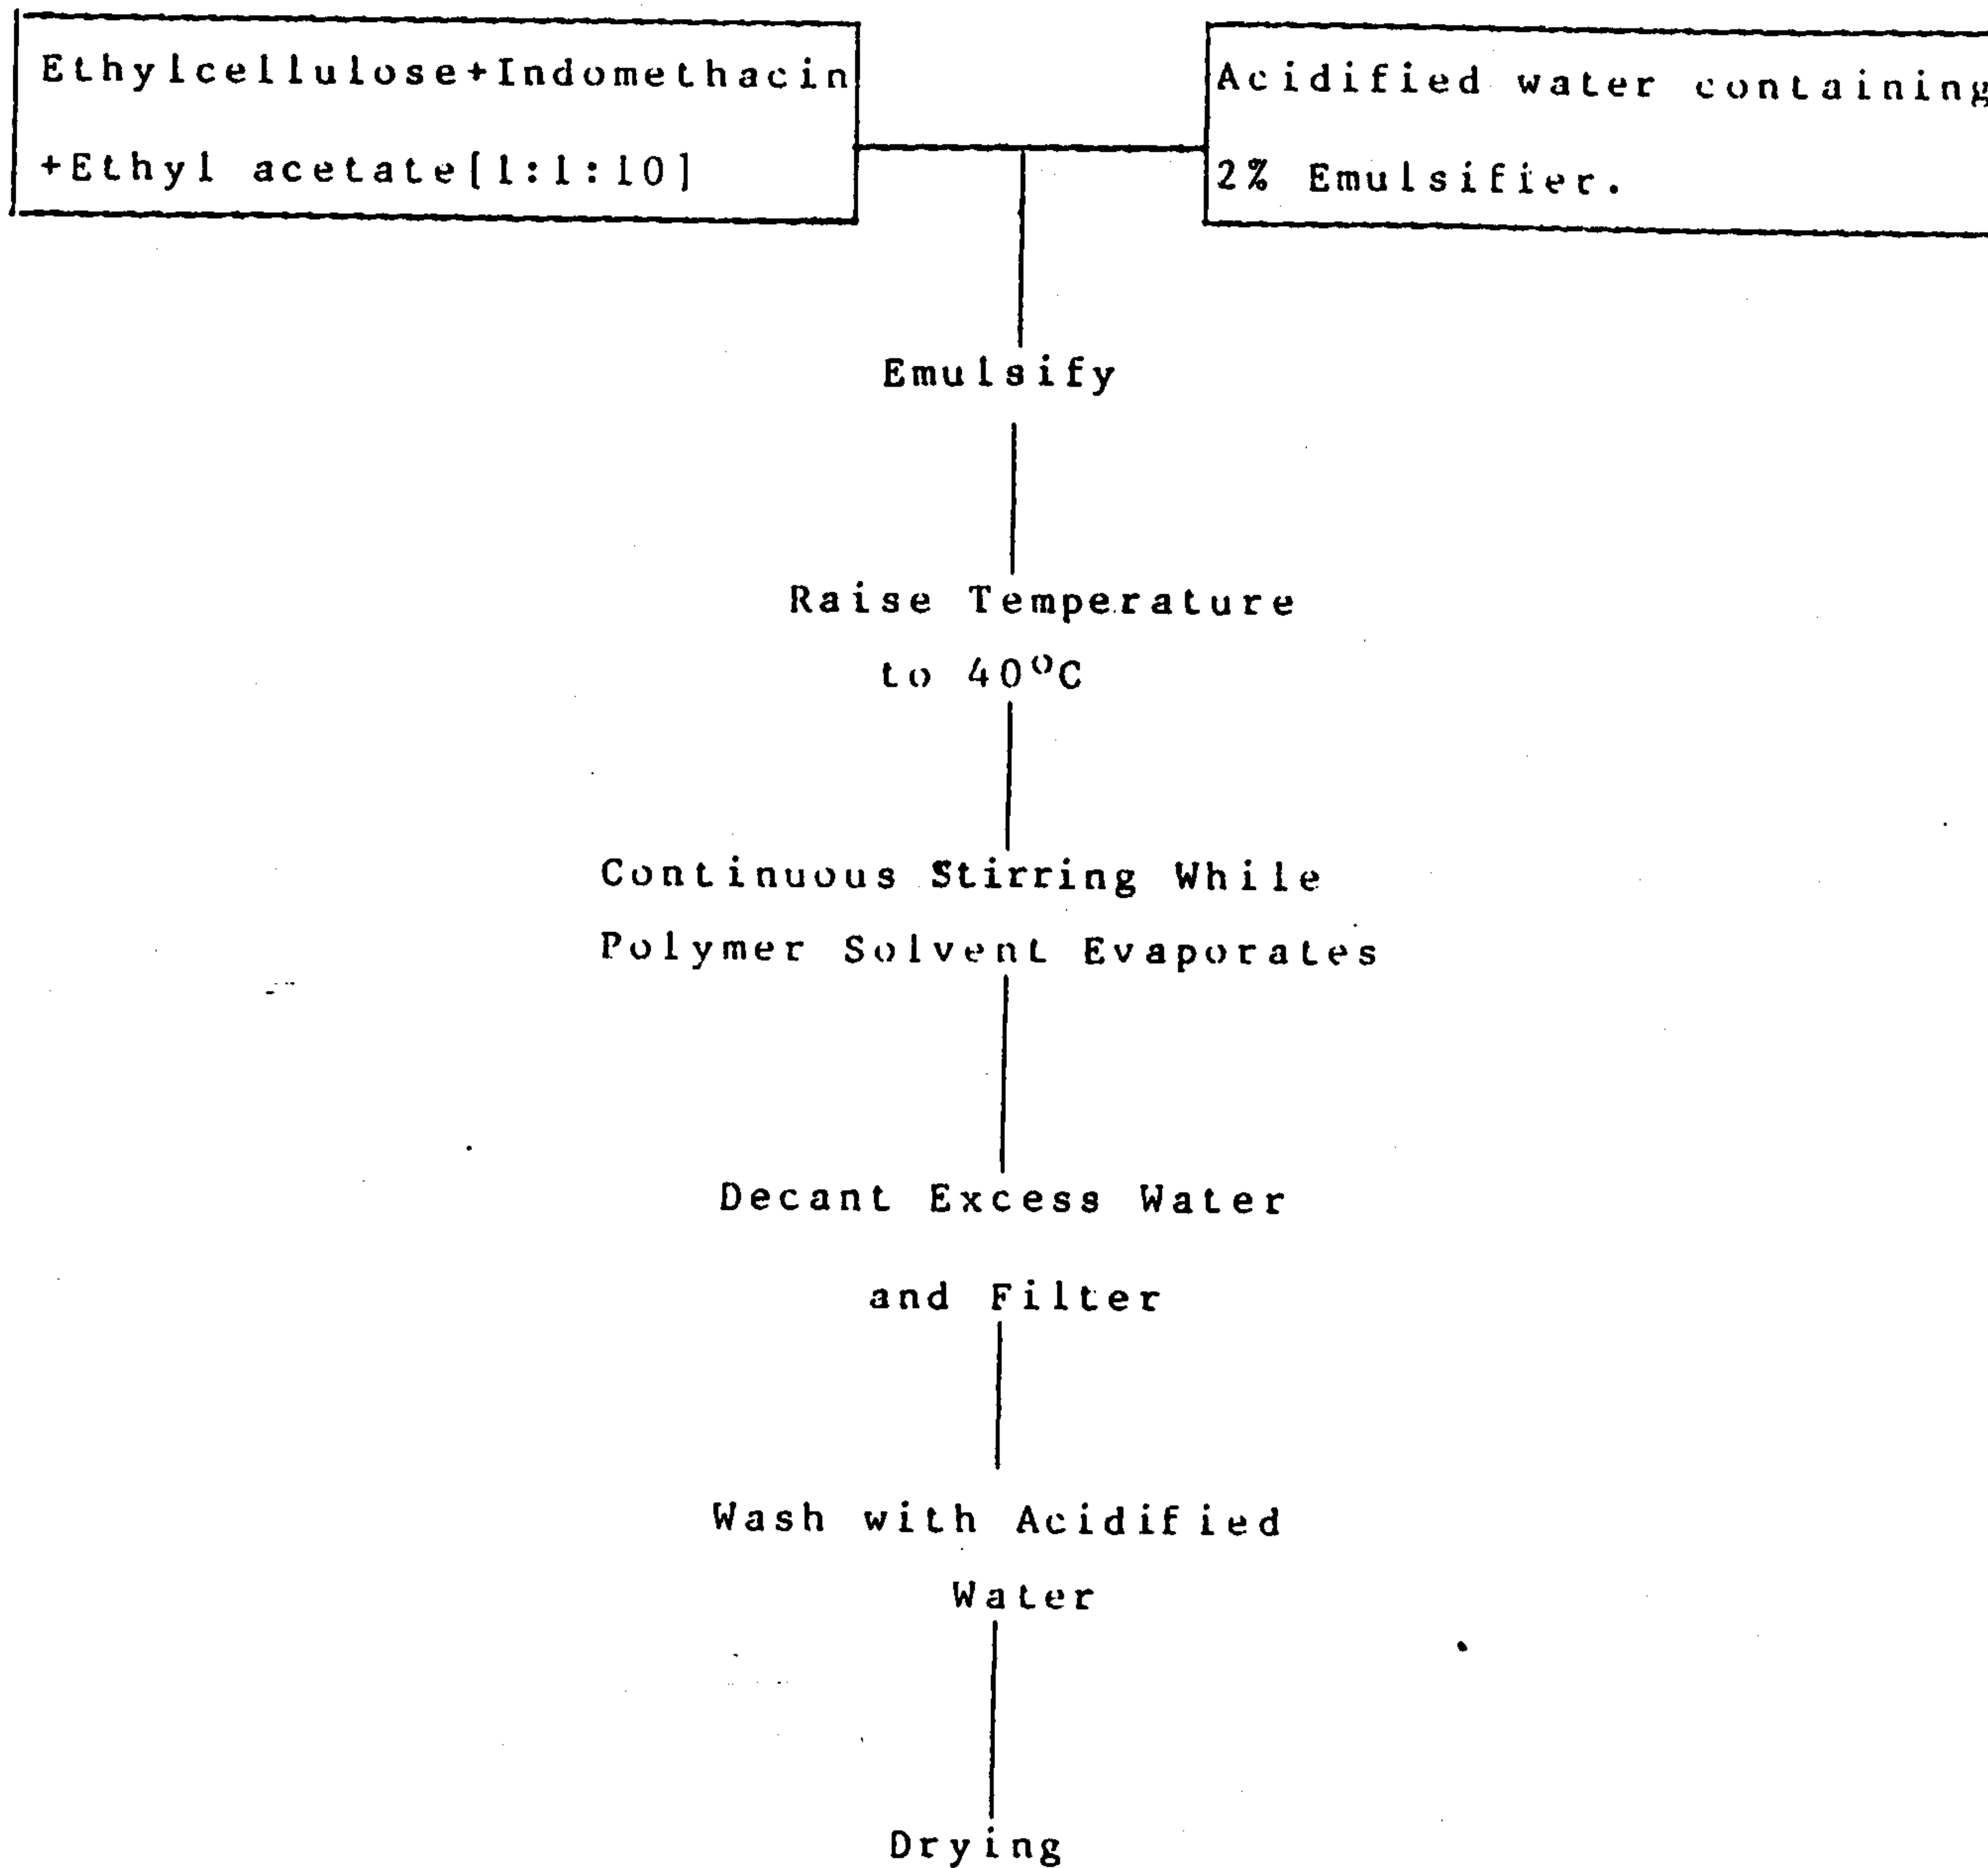 Ethylcellulose+Indomethacin
+Ethyl acetate[1:1:10]
Acidified water containing
2% Emulsifier.
Emulsify
Raise Temperature
to 40°C
Continuous Stirring While
Polymer Solvent Evaporates
Decant Excess Water
and Filter
Wash with Acidified
Water
Drying